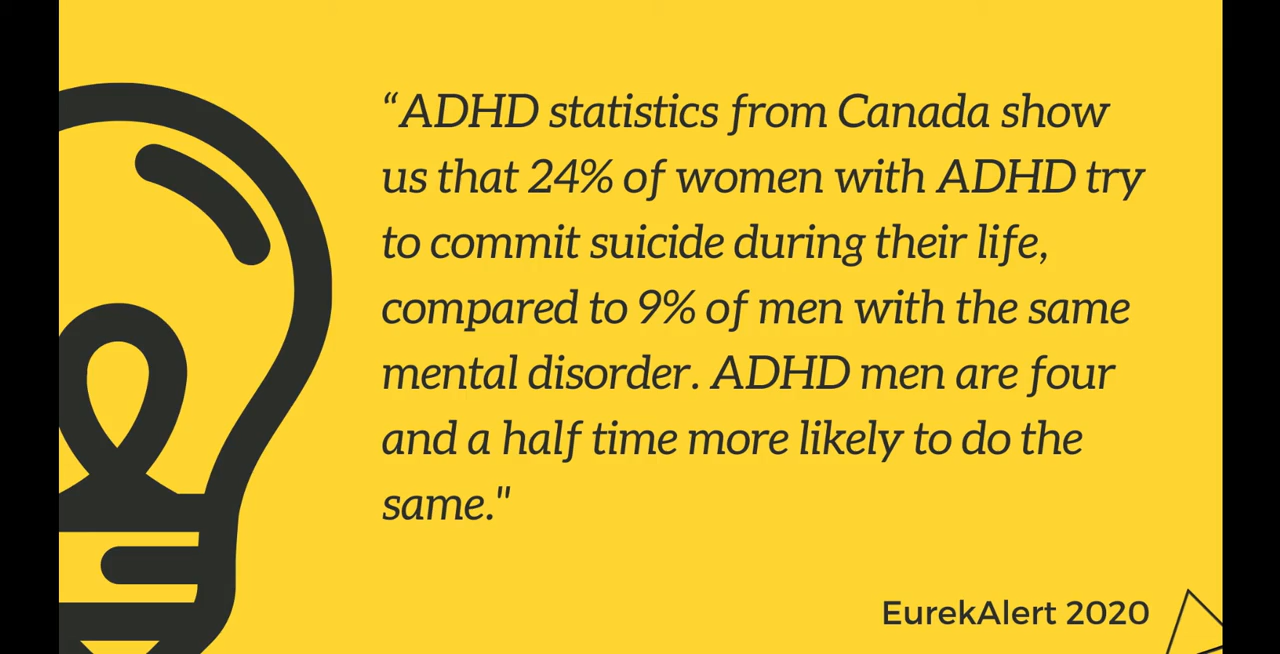 “ADHD statistics from Canada show
us that 24% of women with ADHD try
to commit suicide during their life,
compared to 9% of men with the same
mental disorder. ADHD men are four
and a half time more likely to do the
same."
EurekAlert 2020